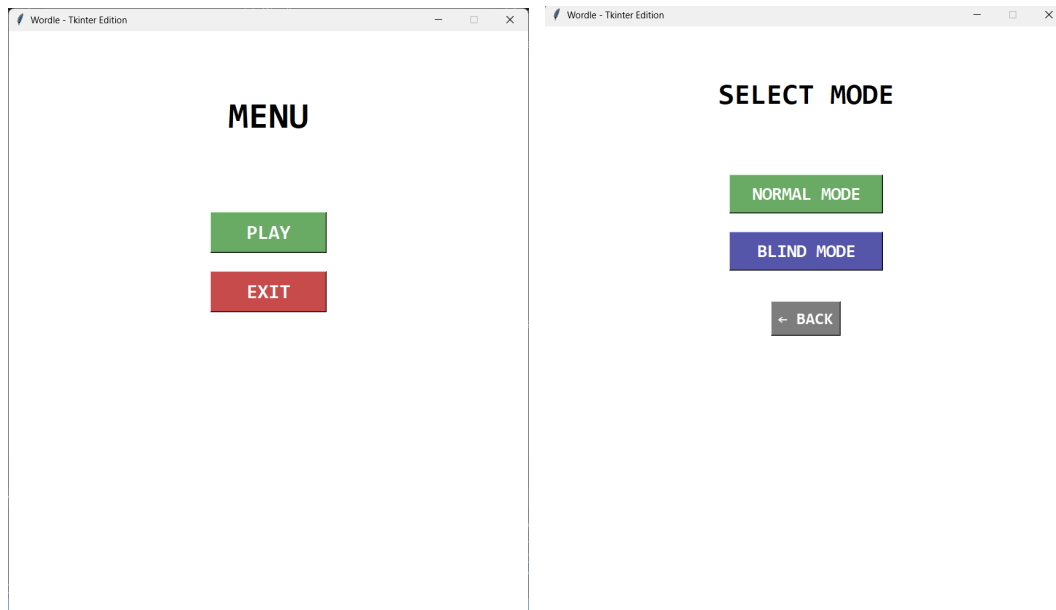 Wordle - Tkinter Edition
MENU
PLAY
EXIT
Wordle - Tkinter Edition
SELECT MODE
NORMAL MODE
BLIND MODE
← BACK